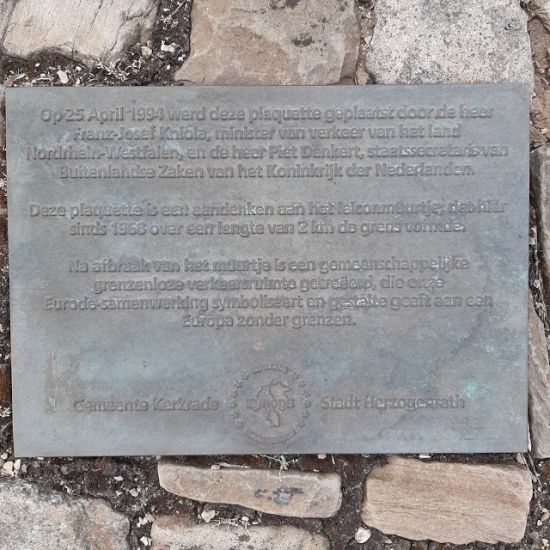 Op 25 April 1994 werd deze plaquette geplaatst door de heer
Franz-Josef Kniola, minister van verkeer van het land
Nordrhein-Westfalen, en de heer Piet Dankert, staatssecretaris van
Buitenlandse Zaken van het Koninkrijk der Nederlanden.
Deze plaquette is een aandenken aan het leiconmuurtje, dat hier
sinds 1968 over een lengte van 2 km de grens vormde.
Na afbraak van het muurtje is een gemeenschappelijke
grenzenloze verkeersruimte gecreëerd, die onze
Eurode-samenwerking symboliseert en gestalte geeft aan een
Europa zonder grenzen.
Gemeente Kerkrade
Stadt Herzogenrath